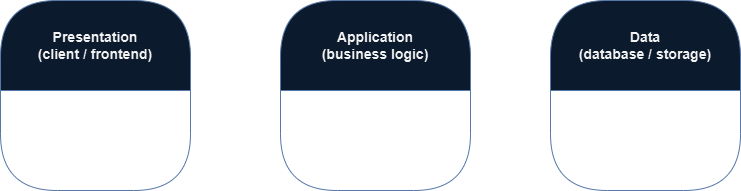 Presentation
(client / frontend)
Application
(business logic)
Data
(database / storage)